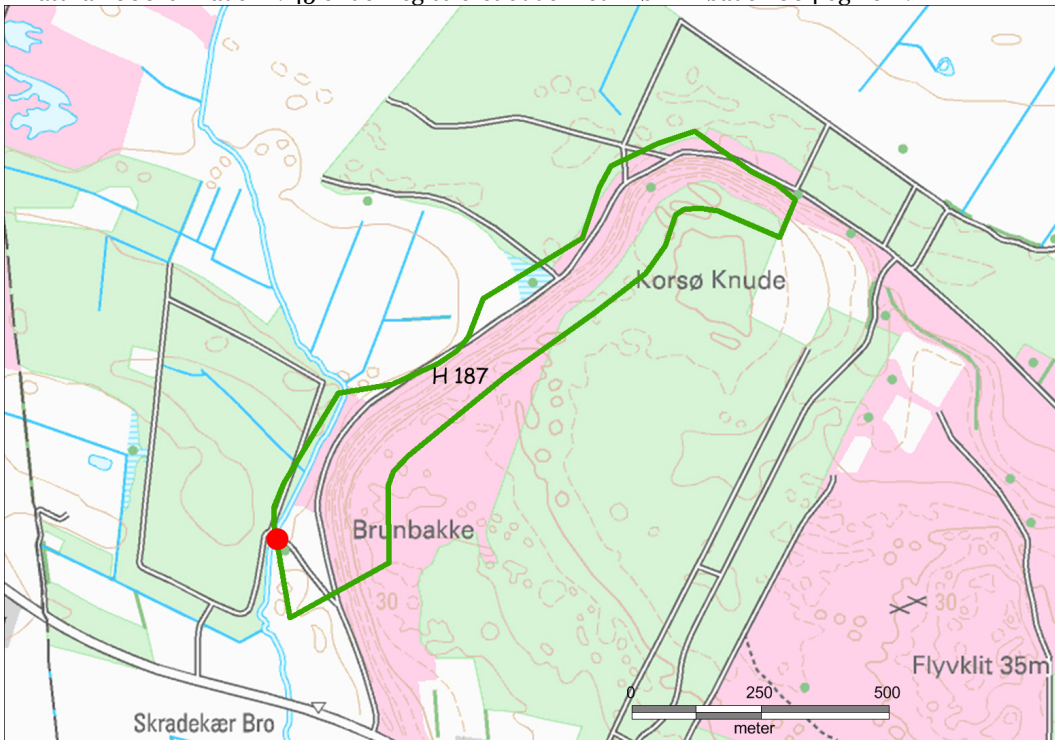 Korsø Knude
H 187
Brunbakke
30
30
Flyvklit 35m
0 250 500
meter
Skradekær Bro